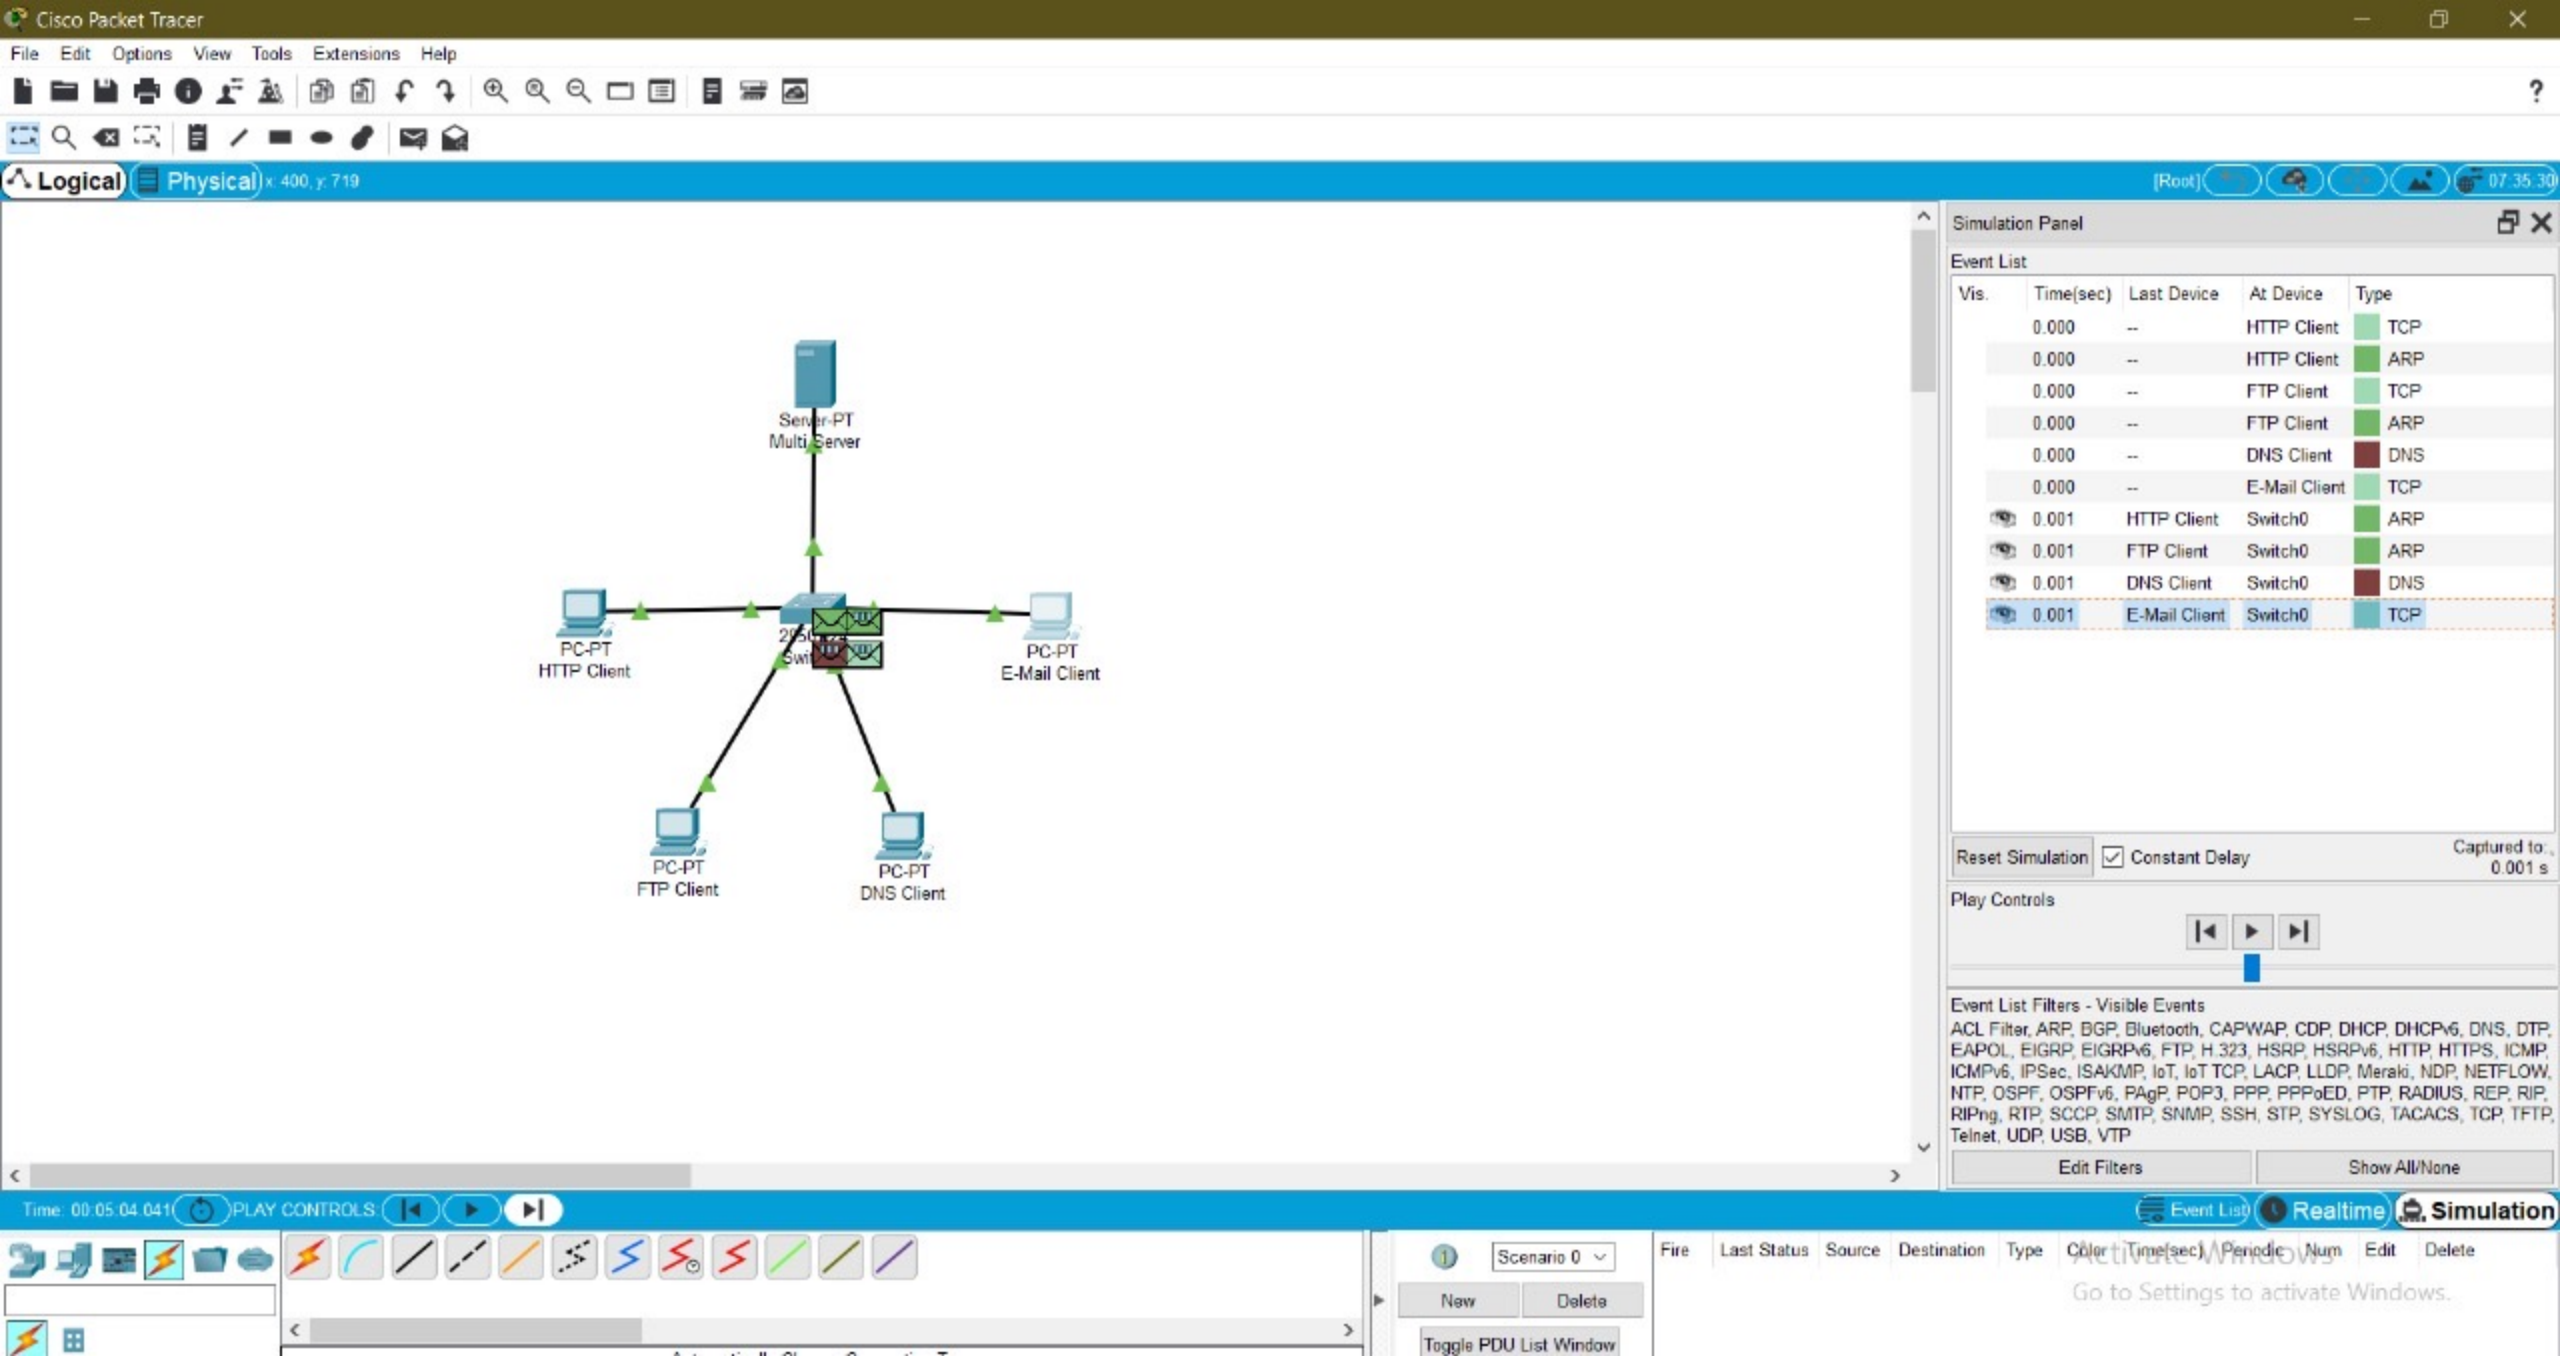 Cisco Packet Tracer
File Edit Options View Tools Extensions Help
?
Logical Physical x: 400, y: 719 [Root] 07:35:30
Simulation Panel
Event List
Vis. Time(sec) Last Device At Device Type
0.000 -- HTTP Client TCP
0.000 -- HTTP Client ARP
0.000 -- FTP Client TCP
0.000 -- FTP Client ARP
0.000 -- DNS Client DNS
0.000 -- E-Mail Client TCP
0.001 HTTP Client Switch0 ARP
0.001 FTP Client Switch0 ARP
0.001 DNS Client Switch0 DNS
0.001 E-Mail Client Switch0 TCP
Server-PT
Multi Server
PC-PT
HTTP Client
PC-PT
E-Mail Client
PC-PT
FTP Client
PC-PT
DNS Client
Reset Simulation Constant Delay Captured to:
0.001 s
Play Controls
Event List Filters - Visible Events
ACL Filter, ARP, BGP, Bluetooth, CAPWAP, CDP, DHCP, DHCPv6, DNS, DTP,
EAPOL, EIGRP, EIGRPv6, FTP, H.323, HSRP, HSRPv6, HTTP, HTTPS, ICMP,
ICMPv6, IPSec, ISAKMP, IoT, IoT TCP, LACP, LLDP, Meraki, NDP, NETFLOW,
NTP, OSPF, OSPFv6, PAgP, POP3, PPP, PPPoED, PTP, RADIUS, REP, RIP,
RIPng, RTP, SCCP, SMTP, SNMP, SSH, STP, SYSLOG, TACACS, TCP, TFTP,
Telnet, UDP, USB, VTP
Edit Filters Show All/None
Time: 00:05:04.041 PLAY CONTROLS: Event List Realtime Simulation
1 Scenario 0
New Delete
Toggle PDU List Window
Fire Last Status Source Destination Type Color Time(sec) Periodic Num Edit Delete
Activate Windows
Go to Settings to activate Windows.